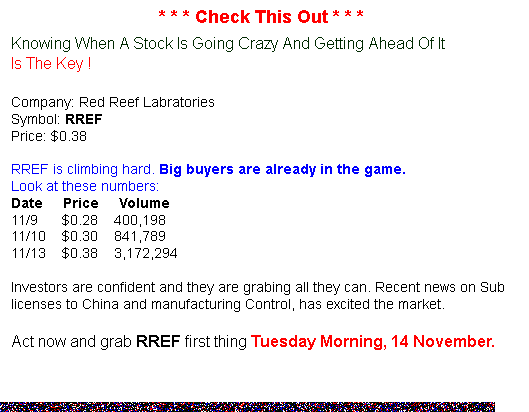 * * * Check This Out * * *
Knowing When A Stock Is Going Crazy And Getting Ahead Of It
Is The Key !
Company: Red Reef Labratories
Symbol: RREF
Price: $0.38
RREF is climbing hard. Big buyers are already in the game.
Look at these numbers:
Date Price Volume
11/9 $0.28 400,198
11/10 $0.30 841,789
11/13 $0.38 3,172,294
Investors are confident and they are grabing all they can. Recent news on Sub
licenses to China and manufacturing Control, has excited the market.
Act now and grab RREF first thing Tuesday Morning, 14 November.